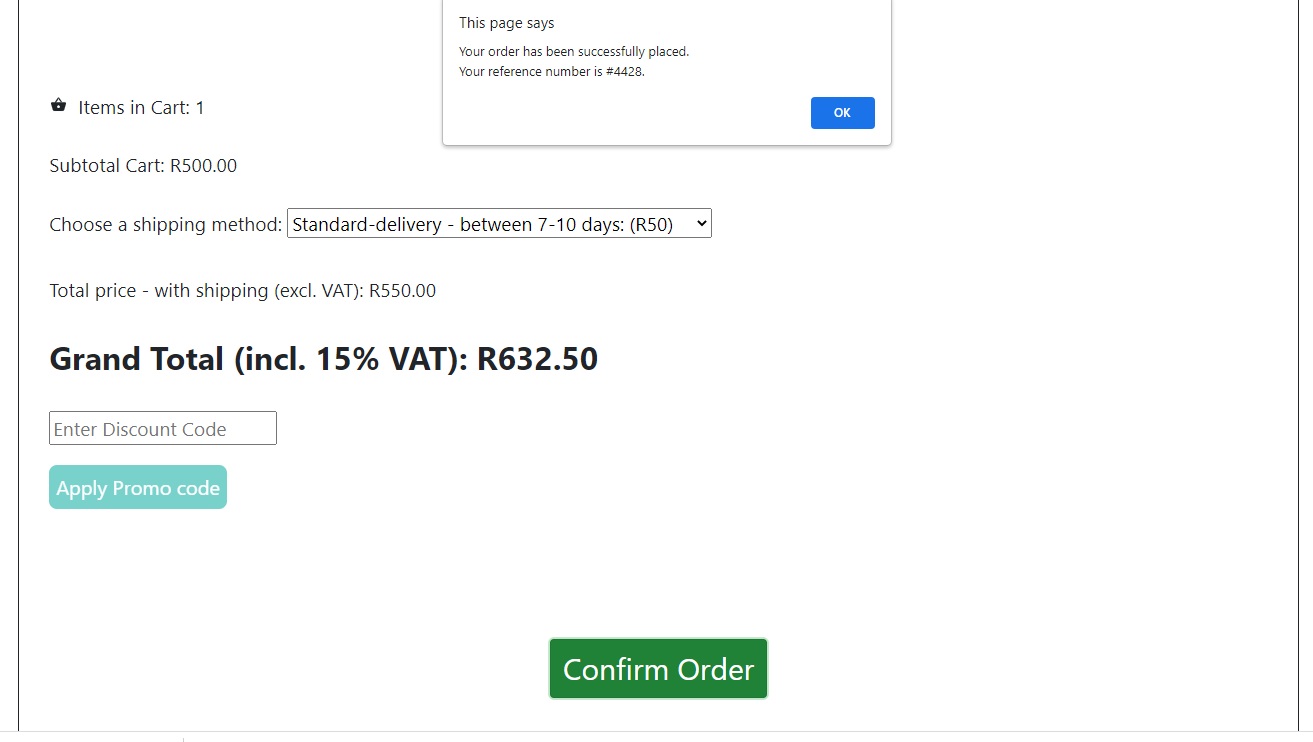 This page says
Your order has been successfully placed.
Your reference number is #4428.
OK
Items in Cart: 1
Subtotal Cart: R500.00
Choose a shipping method: Standard-delivery - between 7-10 days: (R50)
Total price - with shipping (excl. VAT): R550.00
Grand Total (incl. 15% VAT): R632.50
Enter Discount Code
Apply Promo code
Confirm Order